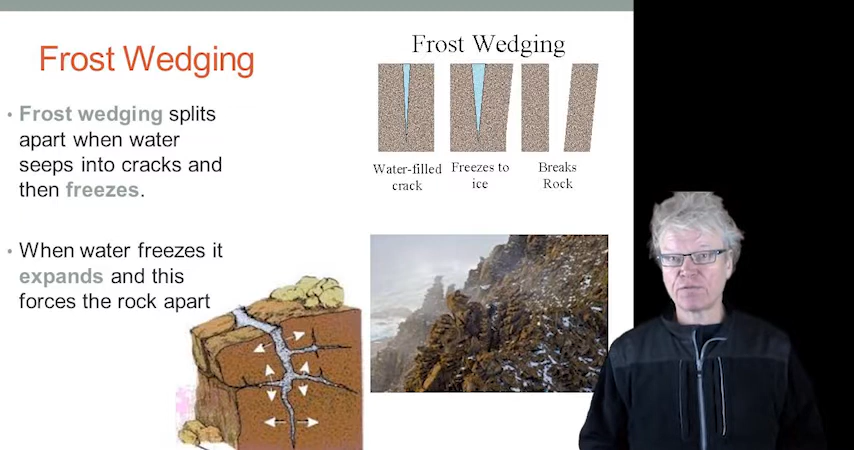 Frost Wedging
• Frost wedging splits
apart when water
seeps into cracks and
then freezes.
• When water freezes it
expands and this
forces the rock apart
Frost Wedging
Water-filled
crack
Freezes to
ice
Breaks
Rock